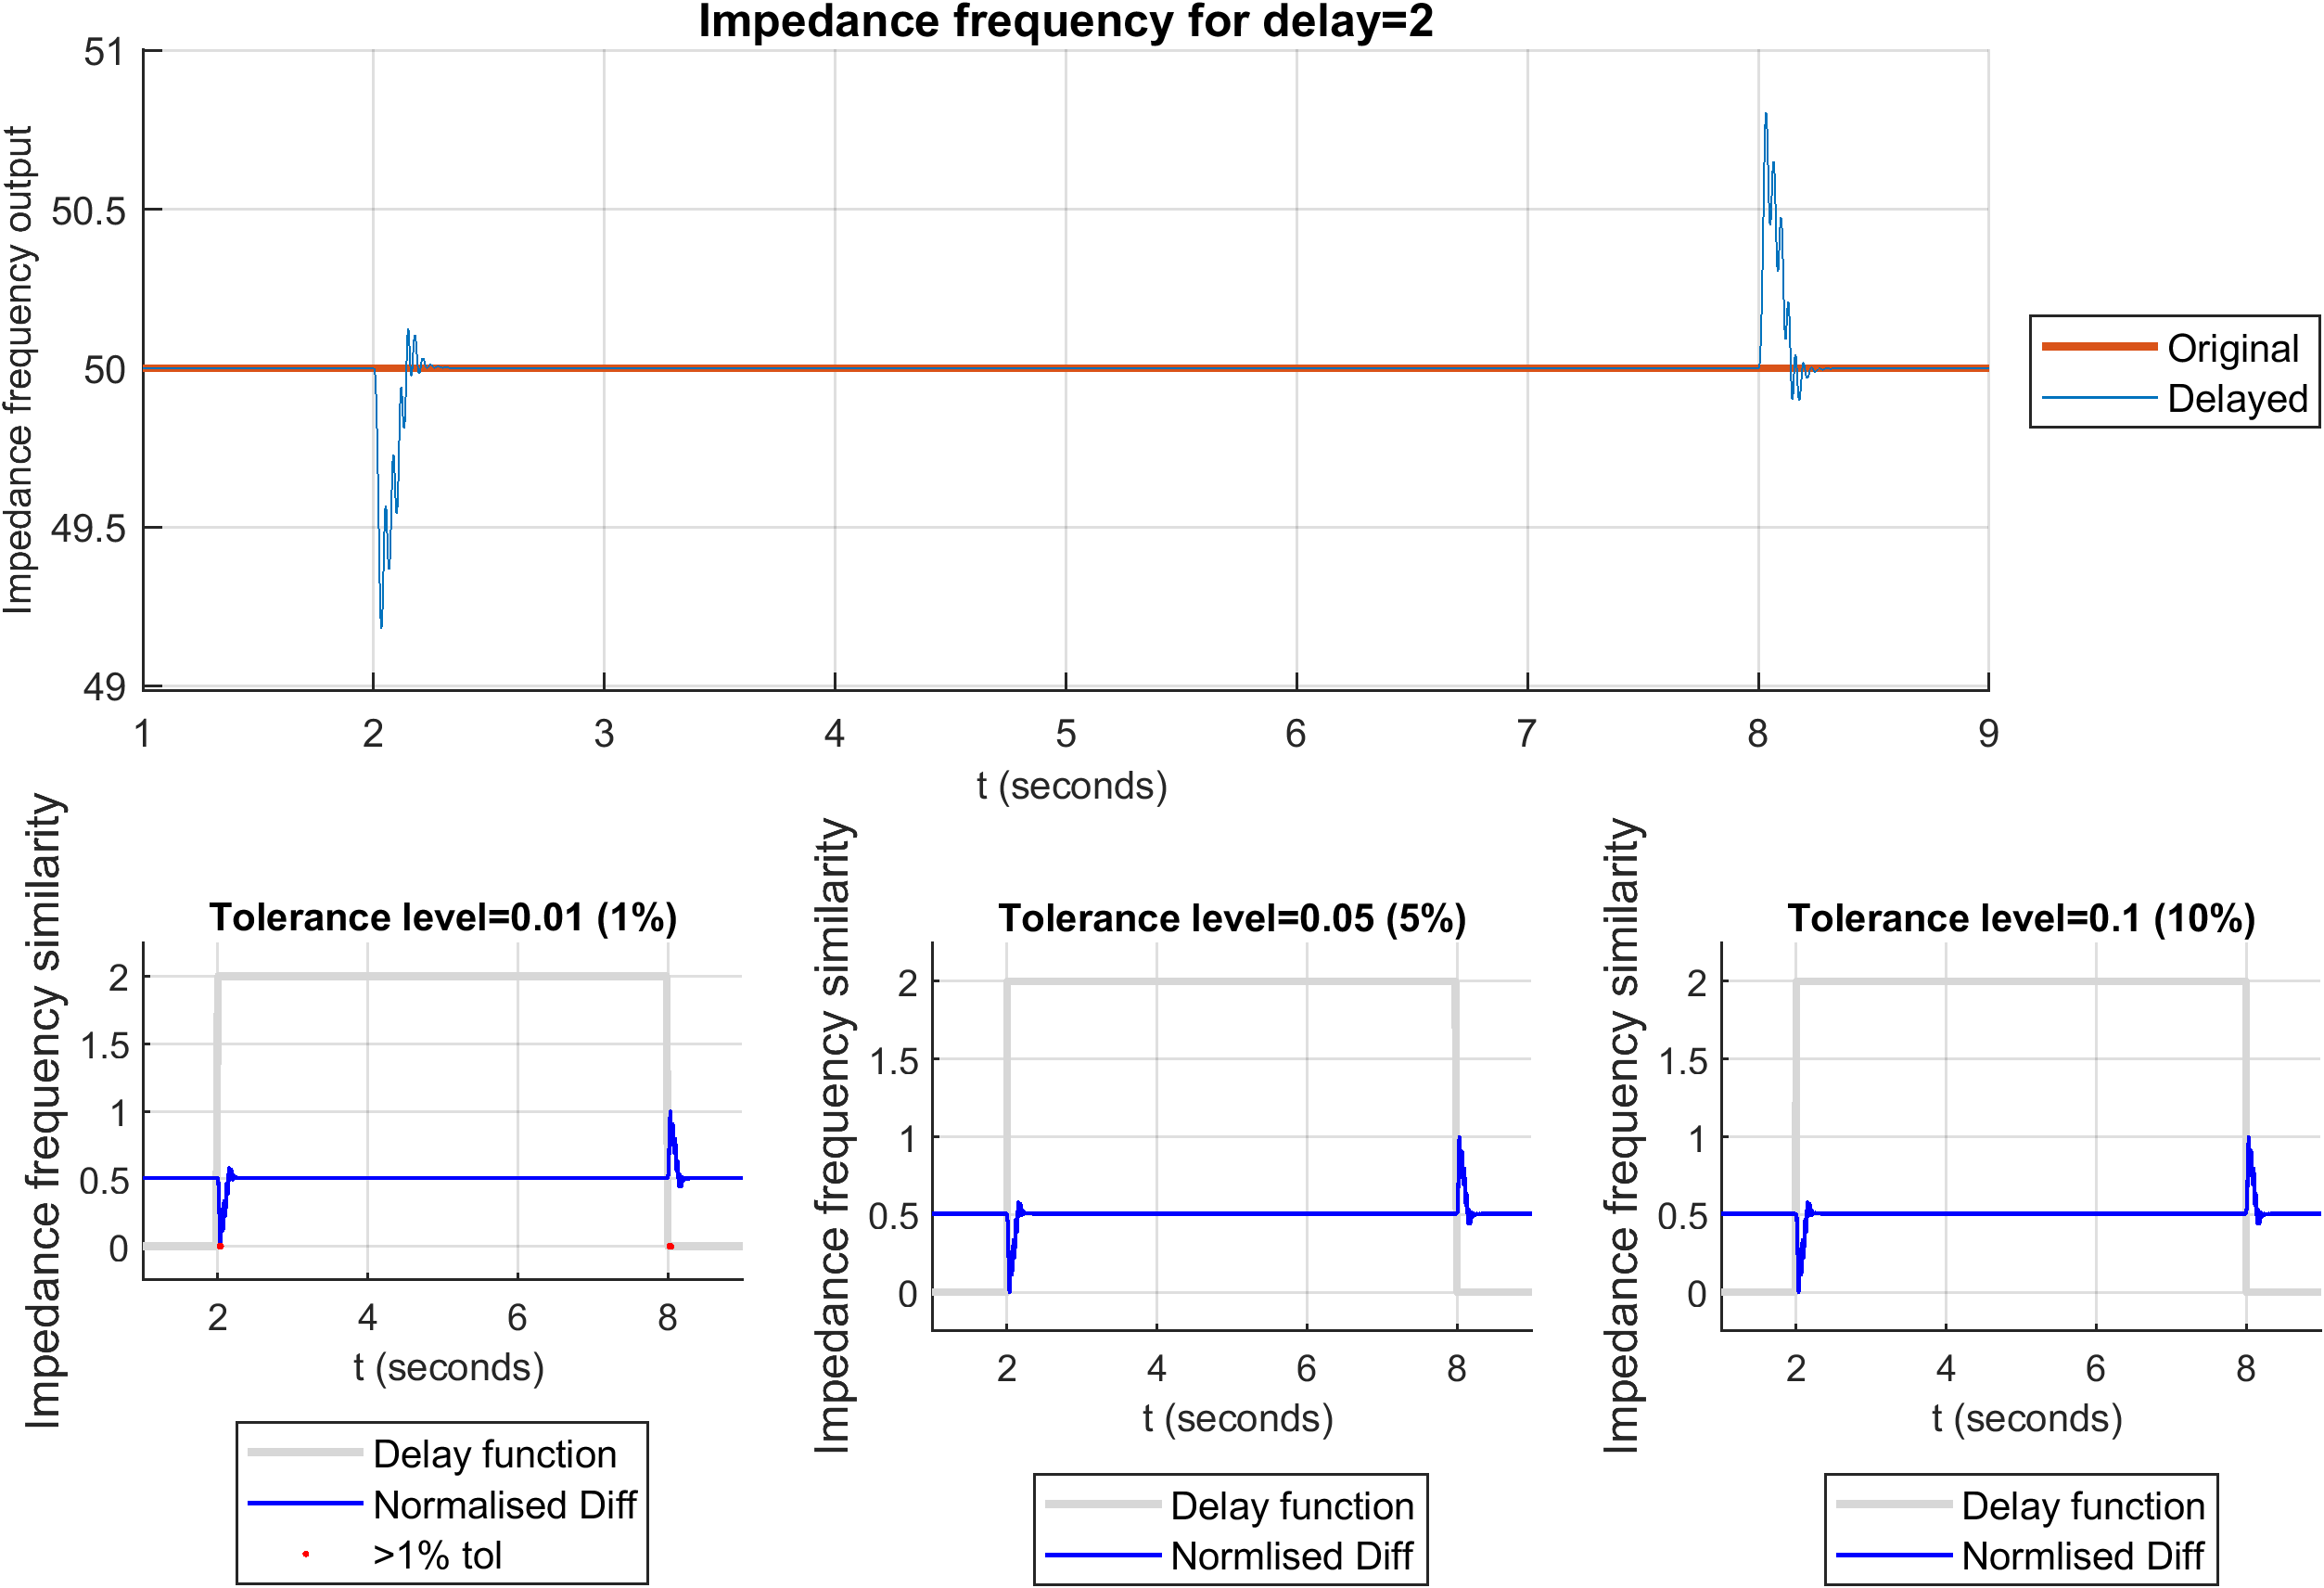 Impedance frequency for delay=2
Impedance frequency output
51
50.5
50
49.5
49
1 2 3 4 5 6 7 8 9
t (seconds)
Original
Delayed
Tolerance level=0.01 (1%)
Impedance frequency similarity
2
1.5
1
0.5
0
2 4 6 8
t (seconds)
Delay function
Normalised Diff
>1% tol
Tolerance level=0.05 (5%)
Impedance frequency similarity
2
1.5
1
0.5
0
2 4 6 8
t (seconds)
Delay function
Normlised Diff
Tolerance level=0.1 (10%)
Impedance frequency similarity
2
1.5
1
0.5
0
2 4 6 8
t (seconds)
Delay function
Normlised Diff